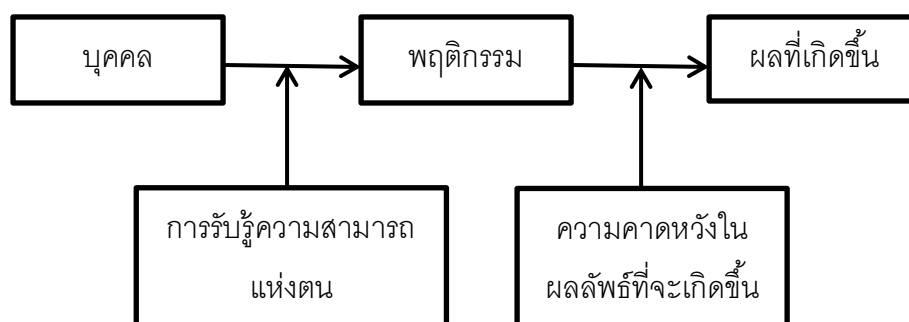 บุคคล
พฤติกรรม
ผลที่เกิดขึ้น
การรับรู้ความสามารถ
แห่งตน
ความคาดหวังใน
ผลลัพธ์ที่จะเกิดขึ้น